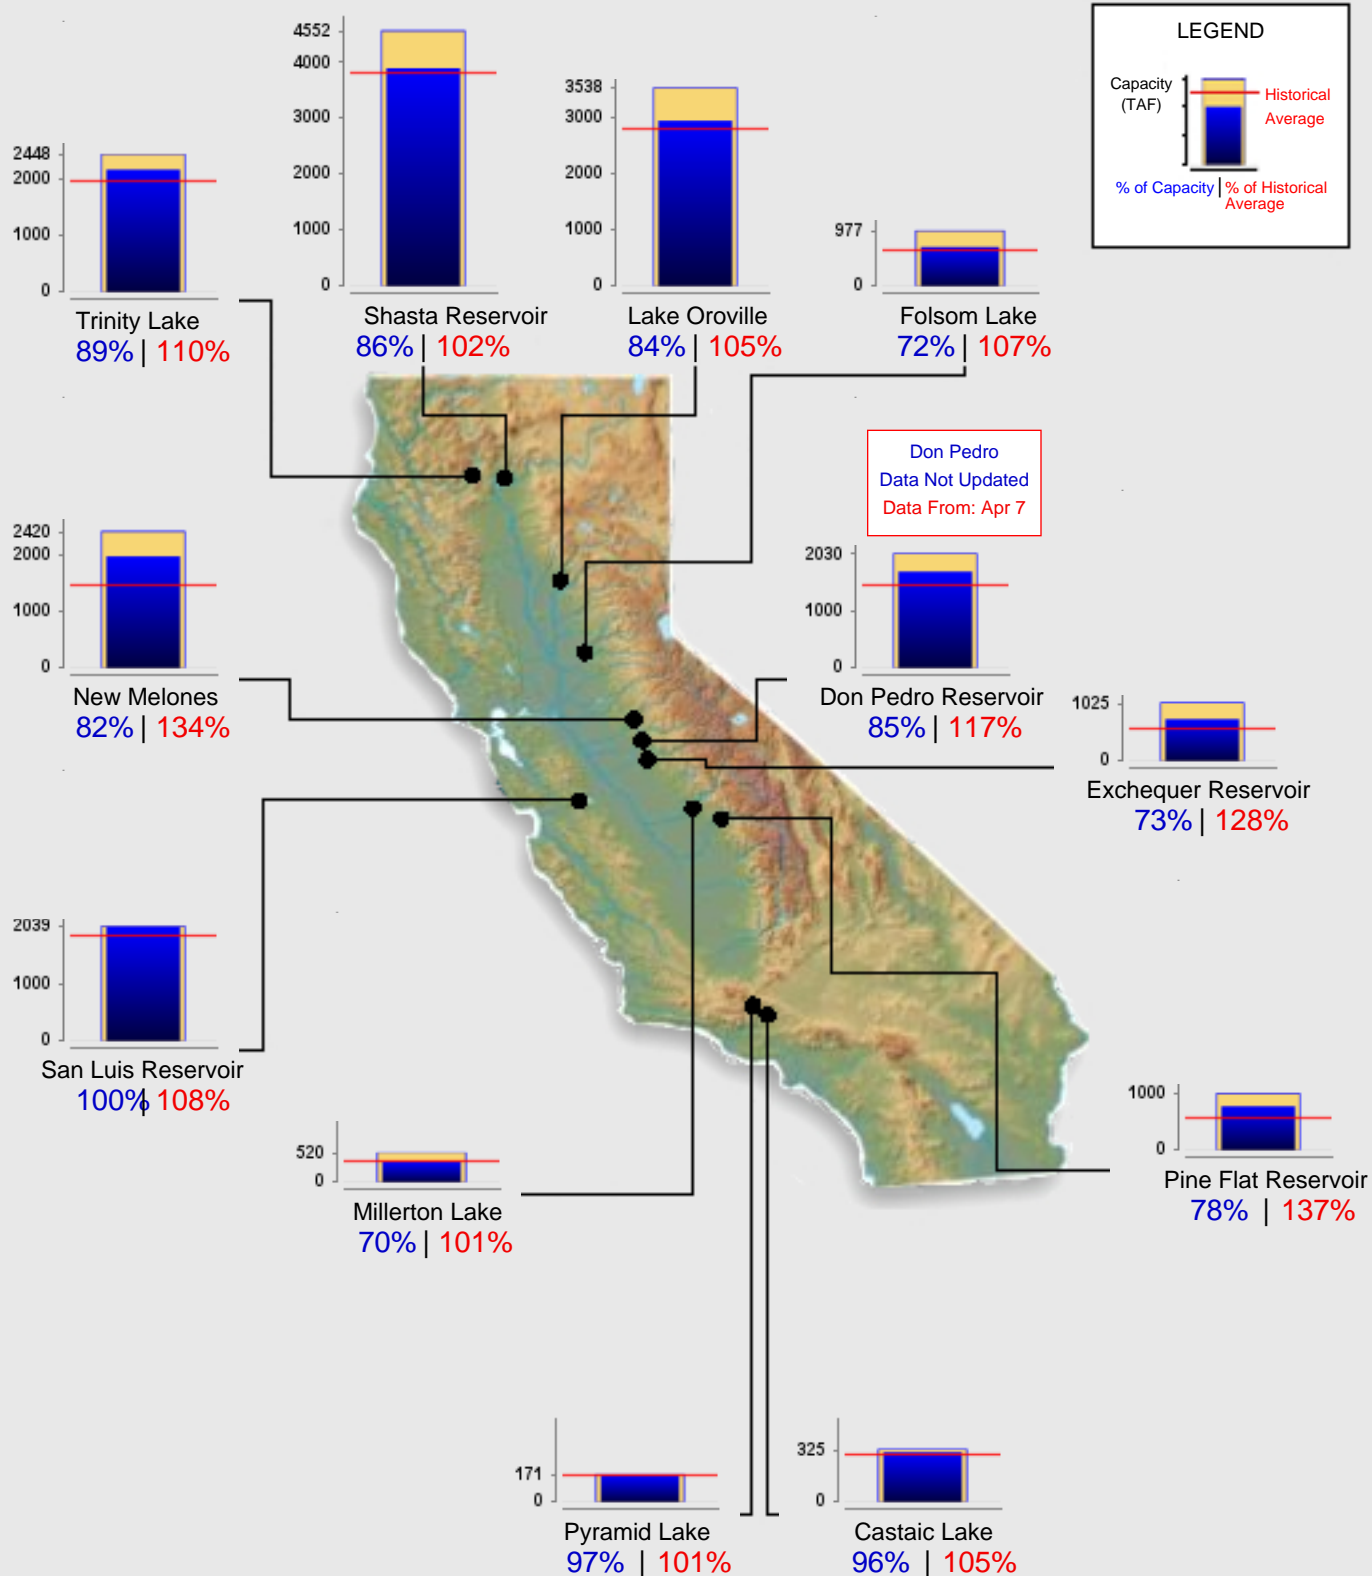 LEGEND
Capacity
(TAF)
Historical
Average
% of Capacity | % of Historical
Average
4552
4000
3000
2000
1000
0
Shasta Reservoir
86% | 102%
3538
3000
2000
1000
0
Lake Oroville
84% | 105%
977
0
Folsom Lake
72% | 107%
2448
2000
1000
0
Trinity Lake
89% | 110%
Don Pedro
Data Not Updated
Data From: Apr 7
2420
2000
1000
0
New Melones
82% | 134%
2030
1000
0
Don Pedro Reservoir
85% | 117%
1025
0
Exchequer Reservoir
73% | 128%
2039
1000
0
San Luis Reservoir
100% | 108%
520
0
Millerton Lake
70% | 101%
1000
0
Pine Flat Reservoir
78% | 137%
171
0
Pyramid Lake
97% | 101%
325
0
Castaic Lake
96% | 105%